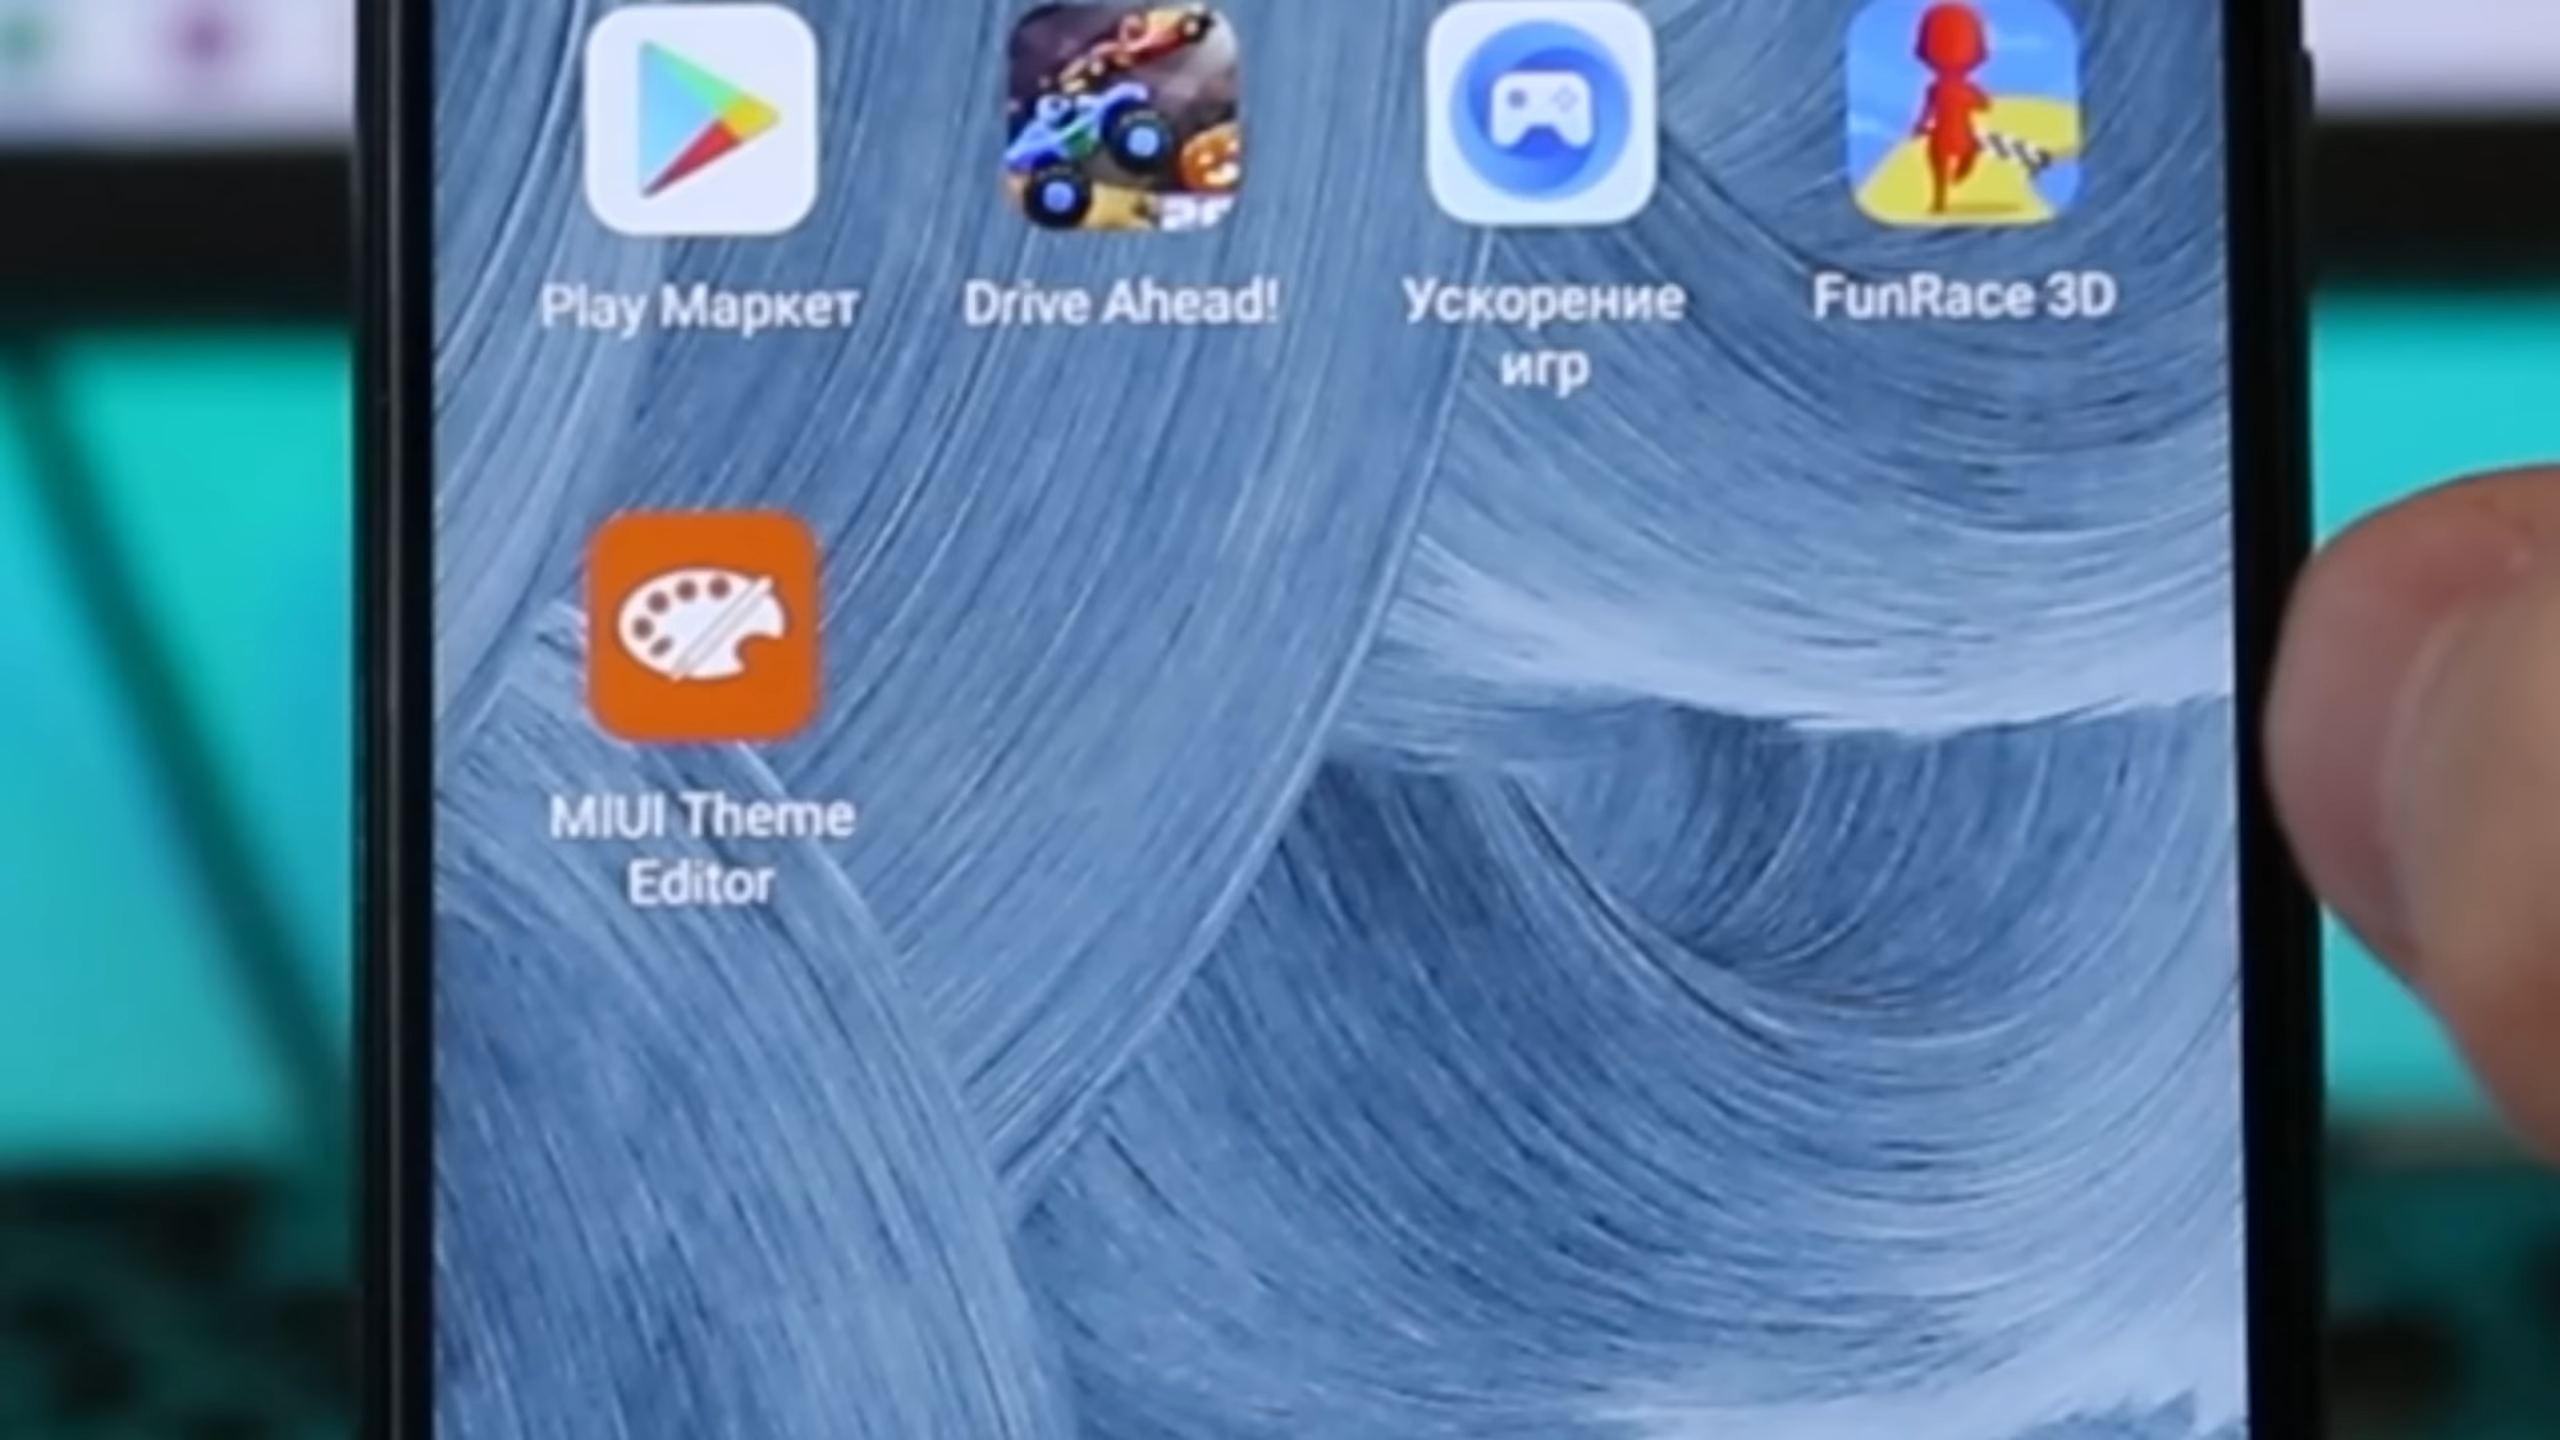 Play Маркет
Drive Ahead!
Ускорение
игр
FunRace 3D
MIUI Theme
Editor